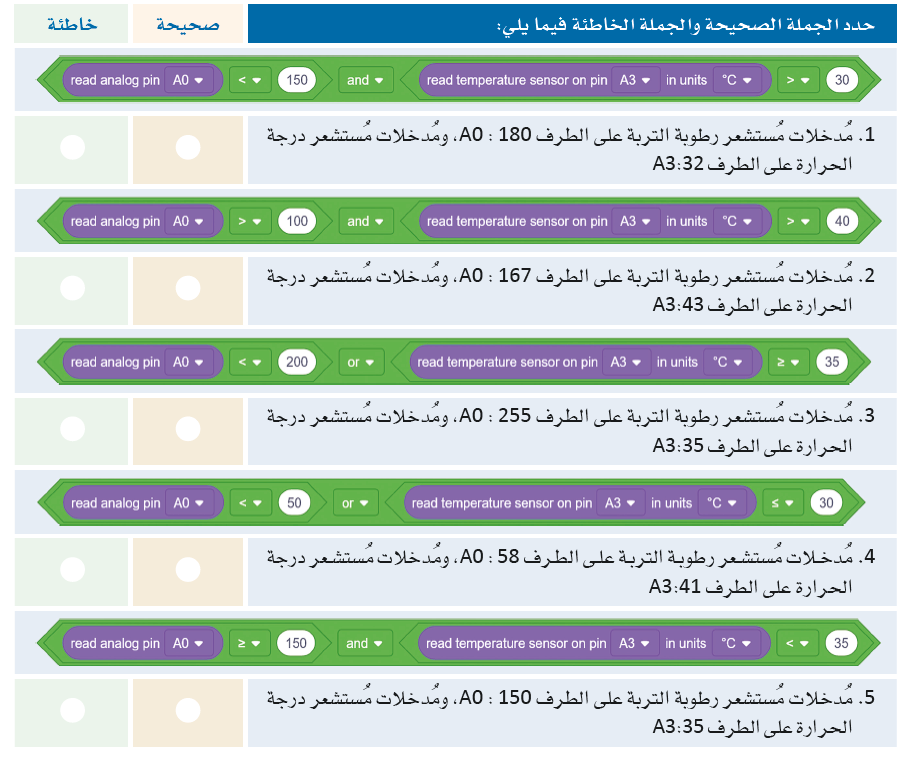 حدد الجملة الصحيحة والجملة الخاطئة فيما يلي: صحيحة خاطئة
read analog pin A0 < 150 and read temperature sensor on pin A3 in units °C > 30
1. مُدخلات مُستشعر رطوبة التربة على الطرف A0 : 180، ومُدخلات مُستشعر درجة
الحرارة على الطرف A3:32
read analog pin A0 > 100 and read temperature sensor on pin A3 in units °C > 40
2. مُدخلات مُستشعر رطوبة التربة على الطرف A0 : 167، ومُدخلات مُستشعر درجة
الحرارة على الطرف A3:43
read analog pin A0 < 200 or read temperature sensor on pin A3 in units °C ≥ 35
3. مُدخلات مُستشعر رطوبة التربة على الطرف A0 : 255، ومُدخلات مُستشعر درجة
الحرارة على الطرف A3:35
read analog pin A0 < 50 or read temperature sensor on pin A3 in units °C ≤ 30
4. مُدخلات مُستشعر رطوبة التربة على الطرف A0 : 58، ومُدخلات مُستشعر درجة
الحرارة على الطرف A3:41
read analog pin A0 ≥ 150 and read temperature sensor on pin A3 in units °C < 35
5. مُدخلات مُستشعر رطوبة التربة على الطرف A0 : 150، ومُدخلات مُستشعر درجة
الحرارة على الطرف A3:35